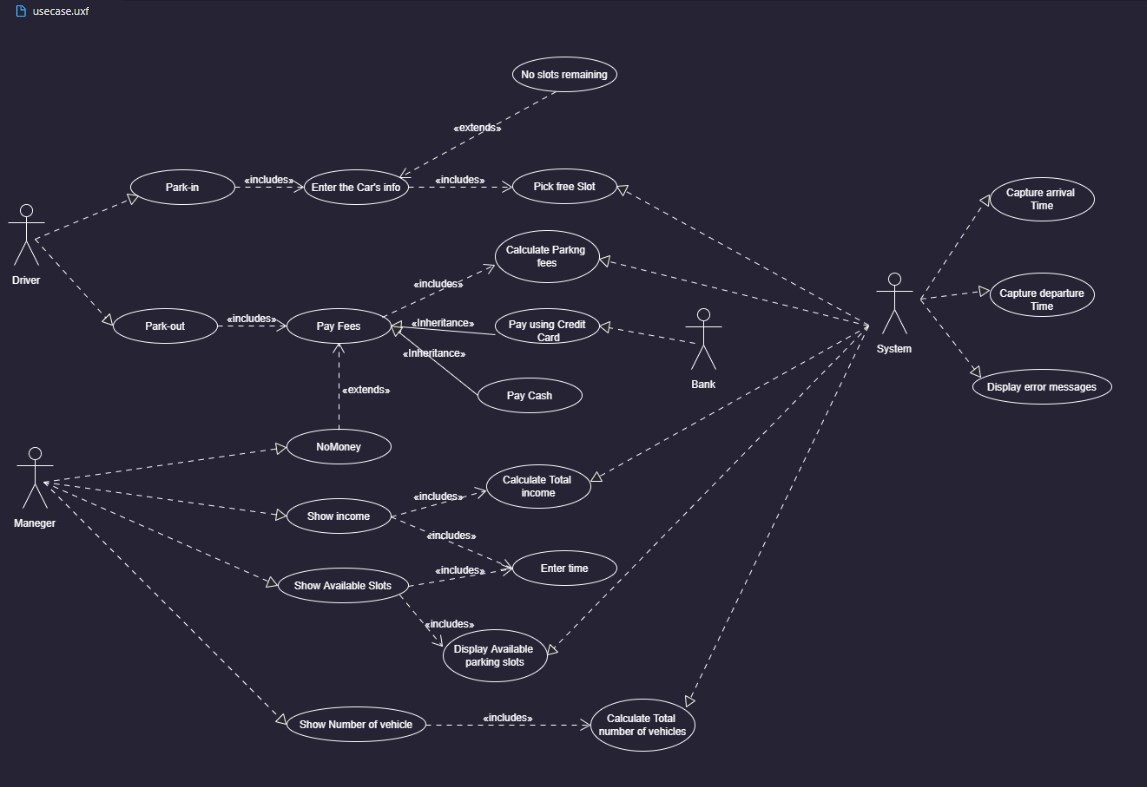 usecase.uxf
No slots remaining
«extends»
Park-in
«includes»
Enter the Car's info
«includes»
Pick free Slot
Capture arrival
Time
Driver
Calculate Parkng
fees
«includes»
Capture departure
Time
Park-out
«includes»
Pay Fees
«Inheritance»
Pay using Credit
Card
Bank
System
«Inheritance»
Pay Cash
Display error messages
«extends»
NoMoney
Maneger
Calculate Total
income
«includes»
Show income
«includes»
Enter time
«includes»
Show Available Slots
«includes»
Display Available
parking slots
Show Number of vehicle
«includes»
Calculate Total
number of vehicles